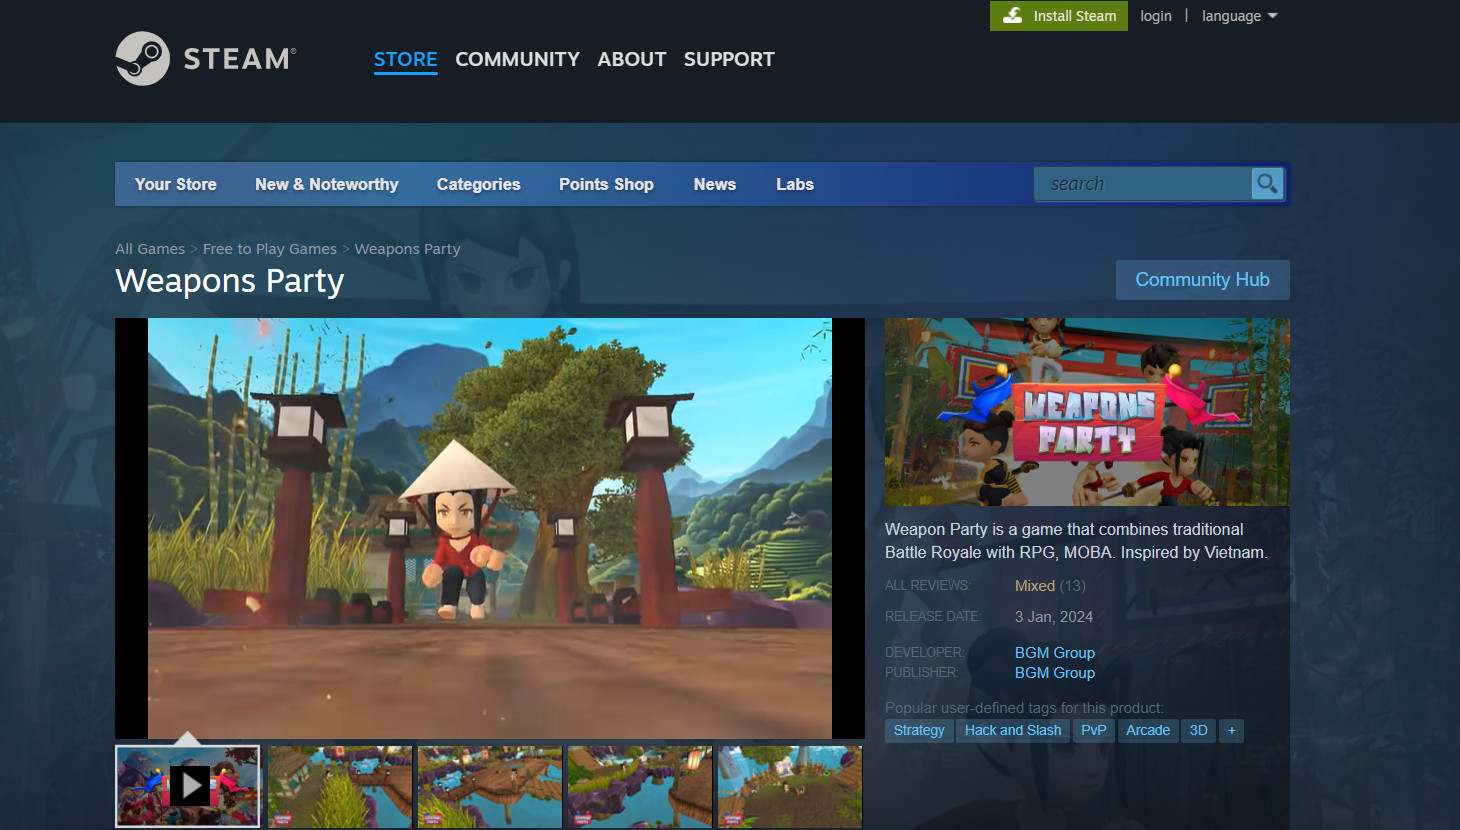 Install Steam login | language
STEAM®
STORE COMMUNITY ABOUT SUPPORT
Your Store New & Noteworthy Categories Points Shop News Labs search
All Games > Free to Play Games > Weapons Party
Weapons Party
Community Hub
WEAPONS
PARTY
Weapon Party is a game that combines traditional
Battle Royale with RPG, MOBA. Inspired by Vietnam.
ALL REVIEWS: Mixed (13)
RELEASE DATE: 3 Jan, 2024
DEVELOPER: BGM Group
PUBLISHER: BGM Group
Popular user-defined tags for this product:
Strategy Hack and Slash PvP Arcade 3D +